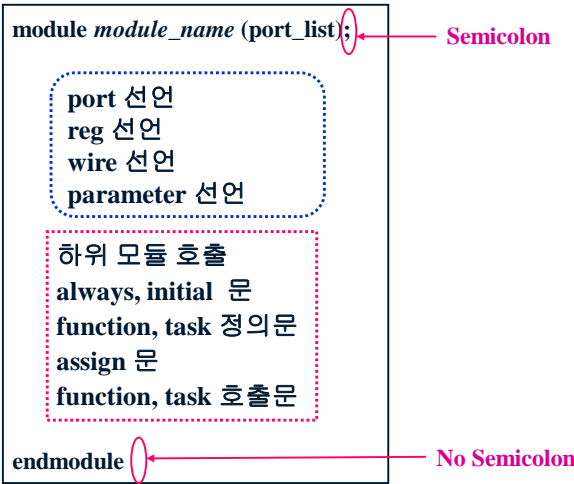 module module_name (port_list);
Semicolon
port 선언
reg 선언
wire 선언
parameter 선언
하위 모듈 호출
always, initial 문
function, task 정의문
assign 문
function, task 호출문
endmodule
No Semicolon